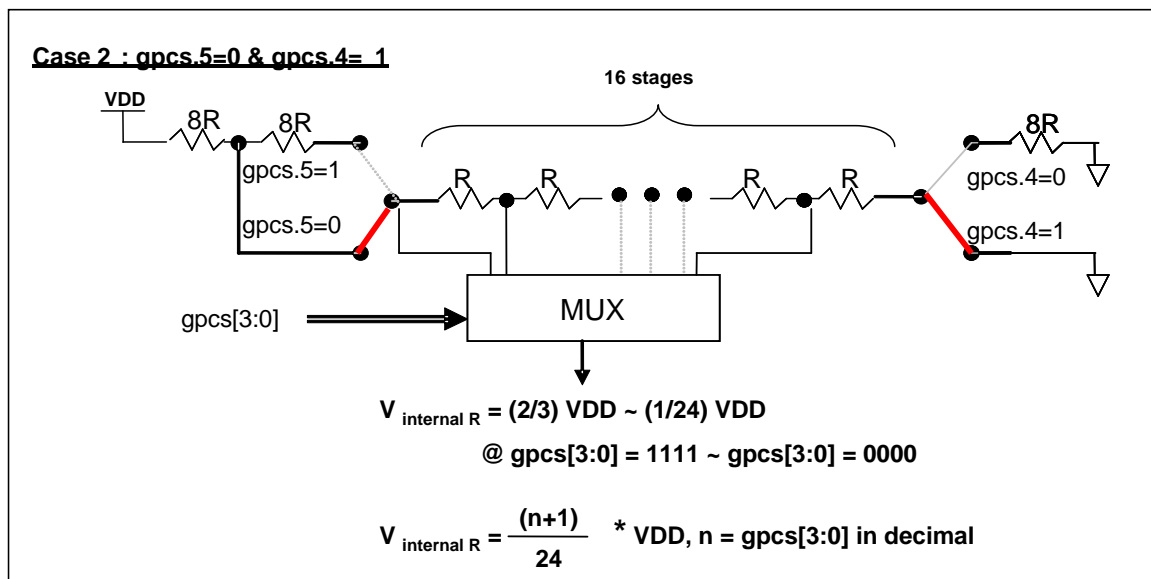 Case 2 : gpcs.5=0 & gpcs.4= 1
16 stages
VDD
8R
8R
8R
gpcs.5=1
R
R
R
R
gpcs.4=0
gpcs.5=0
gpcs.4=1
gpcs[3:0]
MUX
V internal R = (2/3) VDD ~ (1/24) VDD
@ gpcs[3:0] = 1111 ~ gpcs[3:0] = 0000
V internal R = (n+1) / 24 * VDD, n = gpcs[3:0] in decimal